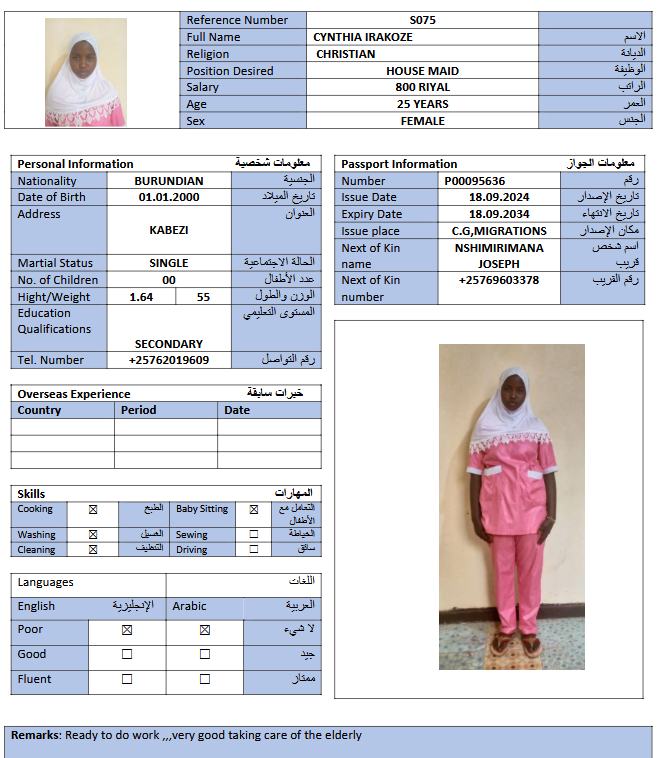 Reference Number S075
Full Name CYNTHIA IRAKOZE الاسم
Religion CHRISTIAN الديانة
Position Desired HOUSE MAID الوظيفة
Salary 800 RIYAL الراتب
Age 25 YEARS العمر
Sex FEMALE الجنس
Personal Information معلومات شخصية
Nationality BURUNDIAN الجنسية
Date of Birth 01.01.2000 تاريخ الميلاد
Address KABEZI العنوان
Martial Status SINGLE الحالة الاجتماعية
No. of Children 00 عدد الأطفال
Hight/Weight 1.64 55 الوزن والطول
Education Qualifications SECONDARY المستوى التعليمي
Tel. Number +25762019609 رقم التواصل
Passport Information معلومات الجواز
Number P00095636 رقم
Issue Date 18.09.2024 تاريخ الإصدار
Expiry Date 18.09.2034 تاريخ الانتهاء
Issue place C.G,MIGRATIONS مكان الإصدار
Next of Kin name NSHIMIRIMANA JOSEPH اسم شخص قريب
Next of Kin number +25769603378 رقم القريب
Overseas Experience خبرات سابقة
Country Period Date
Skills المهارات
Cooking ☒ الطبخ Baby Sitting ☒ التعامل مع الأطفال
Washing ☒ الغسيل Sewing ☐ الخياطة
Cleaning ☒ التنظيف Driving ☐ سائق
Languages اللغات
English الإنجليزية Arabic العربية
Poor ☒ ☒ لا شيء
Good ☐ ☐ جيد
Fluent ☐ ☐ ممتاز
Remarks: Ready to do work ,,,very good taking care of the elderly